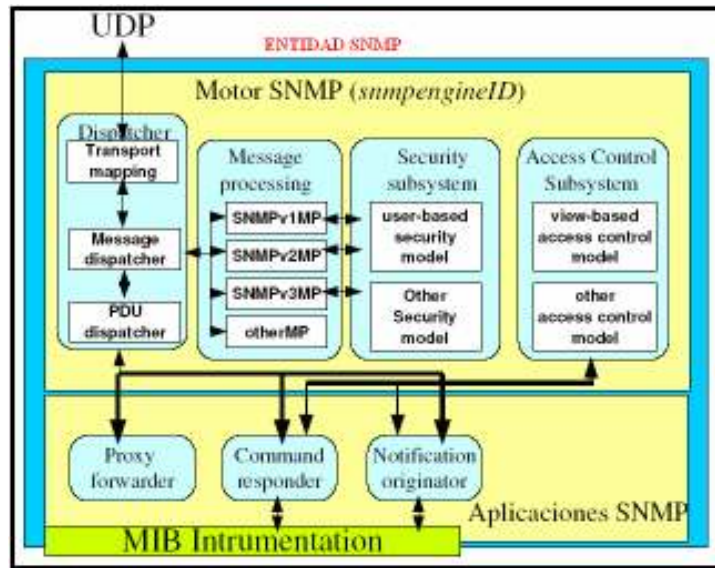 UDP
ENTIDAD SNMP
Motor SNMP (snmpengineID)
Dispatcher
Transport
mapping
Message
dispatcher
PDU
dispatcher
Message
processing
SNMPv1MP
SNMPv2MP
SNMPv3MP
otherMP
Security
subsystem
user-based
security
model
Other
Security
model
Access Control
Subsystem
view-based
access control
model
other
access control
model
Proxy
forwarder
Command
responder
Notification
originator
Aplicaciones SNMP
MIB Intrumentation